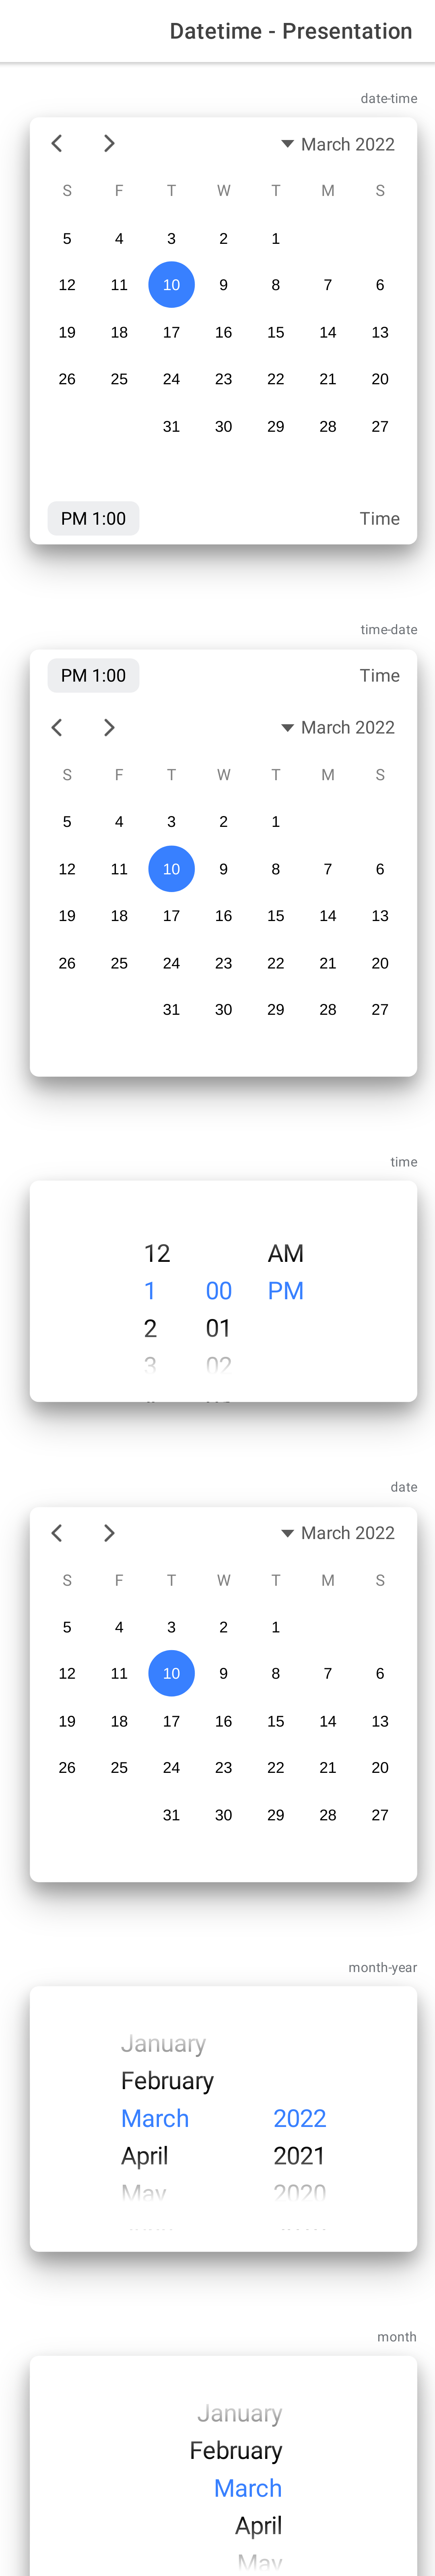 Datetime - Presentation
date-time
March 2022
S F T W T M S
5 4 3 2 1
12 11 10 9 8 7 6
19 18 17 16 15 14 13
26 25 24 23 22 21 20
31 30 29 28 27
PM 1:00 Time
time-date
PM 1:00 Time
March 2022
S F T W T M S
5 4 3 2 1
12 11 10 9 8 7 6
19 18 17 16 15 14 13
26 25 24 23 22 21 20
31 30 29 28 27
time
12 AM
1 00 PM
2 01
3 02
date
March 2022
S F T W T M S
5 4 3 2 1
12 11 10 9 8 7 6
19 18 17 16 15 14 13
26 25 24 23 22 21 20
31 30 29 28 27
month-year
January
February
March 2022
April 2021
May 2020
month
January
February
March
April
May